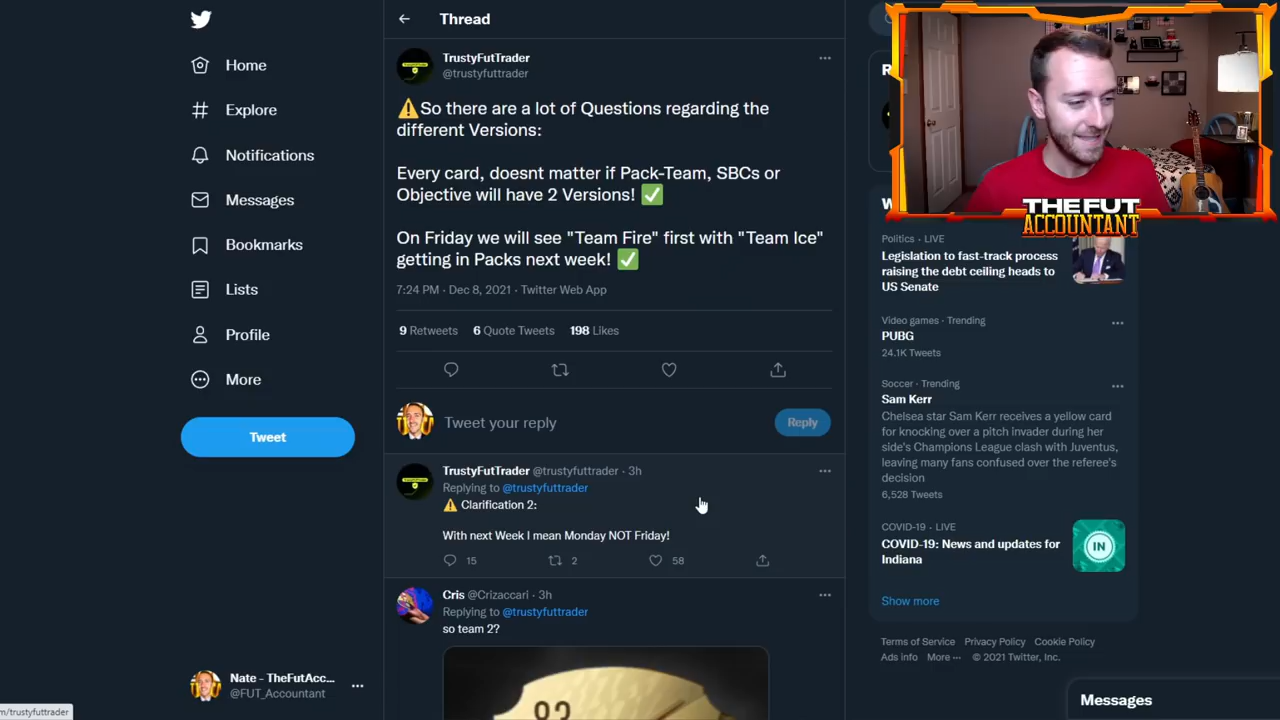 Home
Explore
Notifications
Messages
Bookmarks
Lists
Profile
More
Tweet
Nate - TheFutAcc...
@FUT_Accountant
m/trustyfuttrader
Thread
TrustyFutTrader
@trustyfuttrader
⚠️So there are a lot of Questions regarding the
different Versions:
Every card, doesnt matter if Pack-Team, SBCs or
Objective will have 2 Versions! ✅
On Friday we will see "Team Fire" first with "Team Ice"
getting in Packs next week! ✅
7:24 PM · Dec 8, 2021 · Twitter Web App
9 Retweets 6 Quote Tweets 198 Likes
Tweet your reply
Reply
TrustyFutTrader @trustyfuttrader · 3h
Replying to @trustyfuttrader
⚠️ Clarification 2:
With next Week I mean Monday NOT Friday!
15 2 58
Cris @Crizaccari · 3h
Replying to @trustyfuttrader
so team 2?
83
R
W
THE FUT
ACCOUNTANT
Politics · LIVE
Legislation to fast-track process
raising the debt ceiling heads to
US Senate
Video games · Trending
PUBG
24.1K Tweets
Soccer · Trending
Sam Kerr
Chelsea star Sam Kerr receives a yellow card
for knocking over a pitch invader during her
side's Champions League clash with Juventus,
leaving many fans confused over the referee's
decision
6,528 Tweets
COVID-19 · LIVE
COVID-19: News and updates for
Indiana
IN
Show more
Terms of Service Privacy Policy Cookie Policy
Ads info More ··· © 2021 Twitter, Inc.
Messages